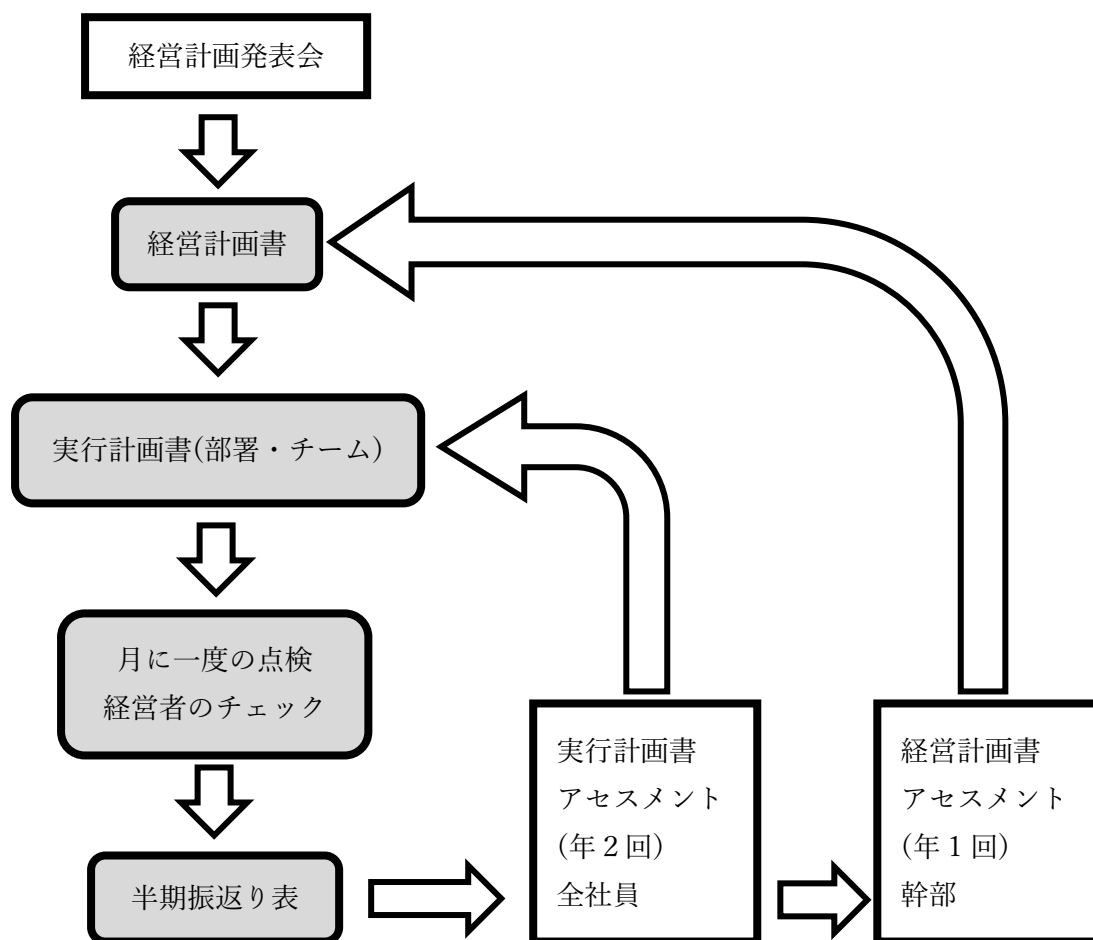 経営計画発表会
経営計画書
実行計画書(部署・チーム)
月に一度の点検
経営者のチェック
半期振返り表
実行計画書
アセスメント
(年２回)
全社員
経営計画書
アセスメント
(年１回)
幹部